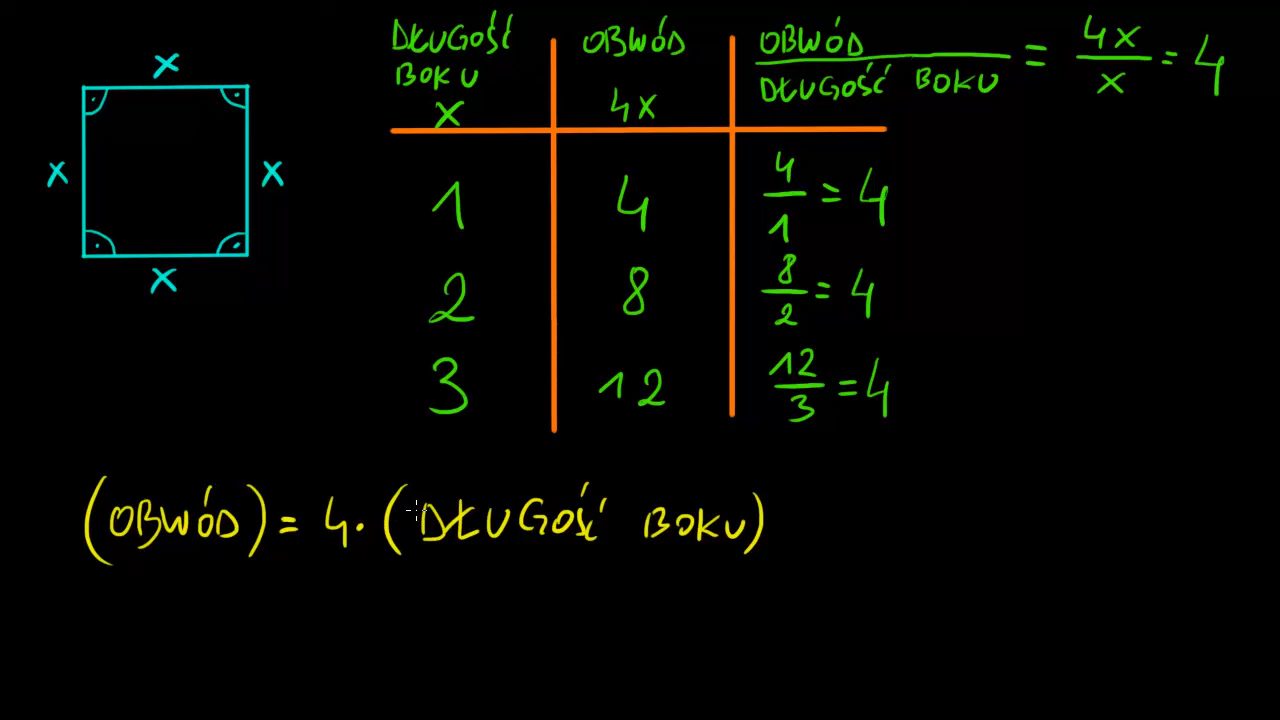 x
x
x
x
DŁUGOŚĆ BOKU x
OBWÓD 4x
OBWÓD / DŁUGOŚĆ BOKU = 4x / x = 4
1 4 4/1 = 4
2 8 8/2 = 4
3 12 12/3 = 4
(OBWÓD) = 4 · (DŁUGOŚĆ BOKU)